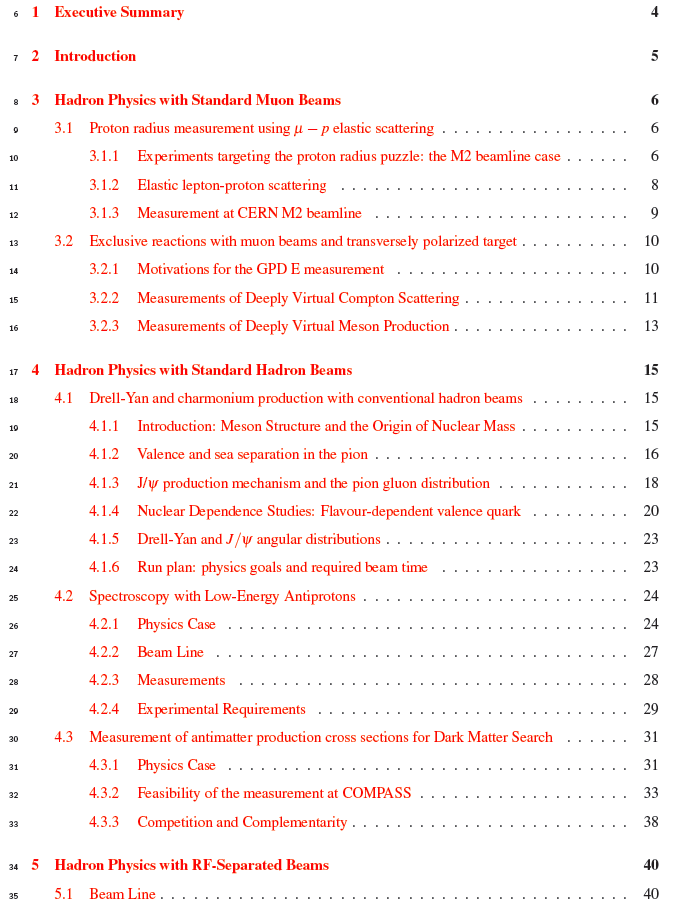 6 1 Executive Summary 4
7 2 Introduction 5
8 3 Hadron Physics with Standard Muon Beams 6
9 3.1 Proton radius measurement using μ − p elastic scattering . . . . . . . . . . . . . . . . . 6
10 3.1.1 Experiments targeting the proton radius puzzle: the M2 beamline case . . . . . . 6
11 3.1.2 Elastic lepton-proton scattering . . . . . . . . . . . . . . . . . . . . . . . . . . 8
12 3.1.3 Measurement at CERN M2 beamline . . . . . . . . . . . . . . . . . . . . . . . 9
13 3.2 Exclusive reactions with muon beams and transversely polarized target . . . . . . . . . . 10
14 3.2.1 Motivations for the GPD E measurement . . . . . . . . . . . . . . . . . . . . . 10
15 3.2.2 Measurements of Deeply Virtual Compton Scattering . . . . . . . . . . . . . . . 11
16 3.2.3 Measurements of Deeply Virtual Meson Production . . . . . . . . . . . . . . . . 13
17 4 Hadron Physics with Standard Hadron Beams 15
18 4.1 Drell-Yan and charmonium production with conventional hadron beams . . . . . . . . . 15
19 4.1.1 Introduction: Meson Structure and the Origin of Nuclear Mass . . . . . . . . . . 15
20 4.1.2 Valence and sea separation in the pion . . . . . . . . . . . . . . . . . . . . . . . 16
21 4.1.3 J/ψ production mechanism and the pion gluon distribution . . . . . . . . . . . . 18
22 4.1.4 Nuclear Dependence Studies: Flavour-dependent valence quark . . . . . . . . . 20
23 4.1.5 Drell-Yan and J/ψ angular distributions . . . . . . . . . . . . . . . . . . . . . . 23
24 4.1.6 Run plan: physics goals and required beam time . . . . . . . . . . . . . . . . . 23
25 4.2 Spectroscopy with Low-Energy Antiprotons . . . . . . . . . . . . . . . . . . . . . . . . 24
26 4.2.1 Physics Case . . . . . . . . . . . . . . . . . . . . . . . . . . . . . . . . . . . . 24
27 4.2.2 Beam Line . . . . . . . . . . . . . . . . . . . . . . . . . . . . . . . . . . . . . 27
28 4.2.3 Measurements . . . . . . . . . . . . . . . . . . . . . . . . . . . . . . . . . . . 28
29 4.2.4 Experimental Requirements . . . . . . . . . . . . . . . . . . . . . . . . . . . . 29
30 4.3 Measurement of antimatter production cross sections for Dark Matter Search . . . . . . 31
31 4.3.1 Physics Case . . . . . . . . . . . . . . . . . . . . . . . . . . . . . . . . . . . . 31
32 4.3.2 Feasibility of the measurement at COMPASS . . . . . . . . . . . . . . . . . . . 33
33 4.3.3 Competition and Complementarity . . . . . . . . . . . . . . . . . . . . . . . . . 38
34 5 Hadron Physics with RF-Separated Beams 40
35 5.1 Beam Line . . . . . . . . . . . . . . . . . . . . . . . . . . . . . . . . . . . . . . . . . . 40